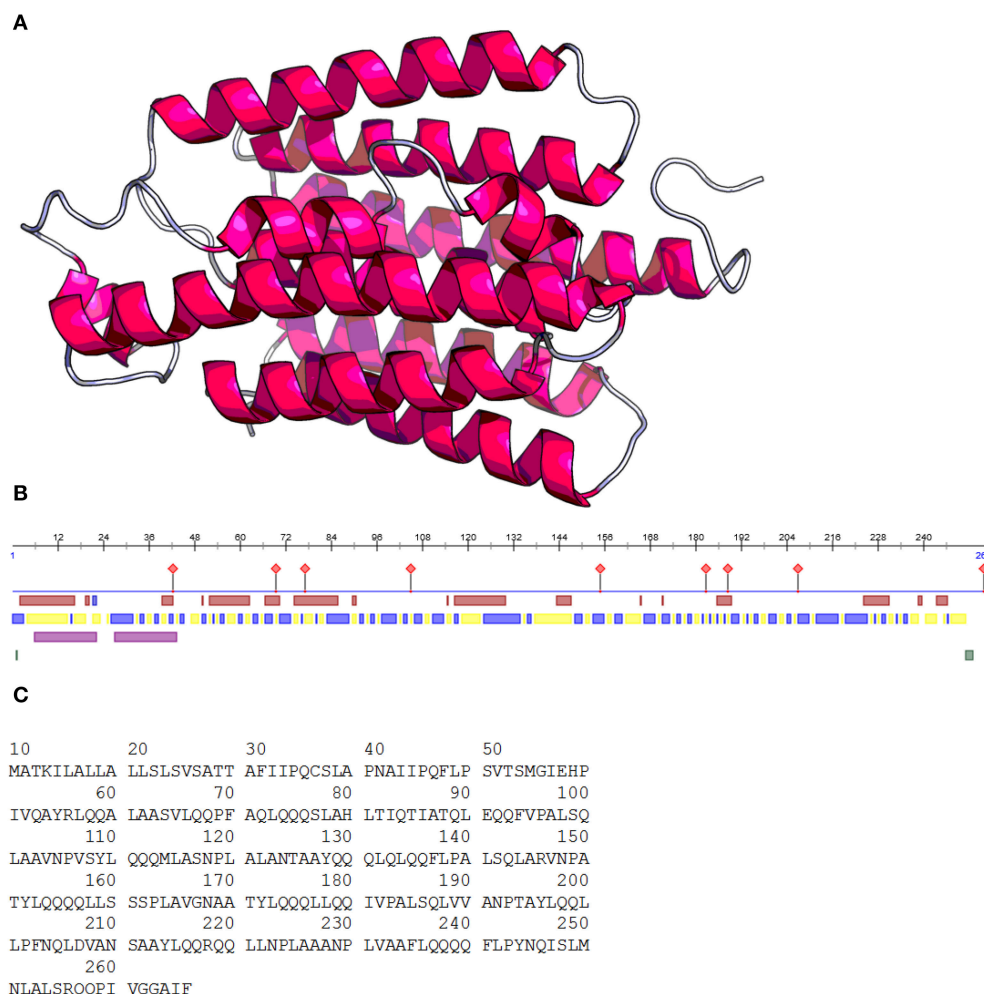 A
B
12 24 36 48 60 72 84 96 108 120 132 144 156 168 180 192 204 216 228 240
1 26
C
10 20 30 40 50
MATKILALLA LLSLSVSATT AFIIPQCSLA PNAIIPQFLP SVTSMGIEHP
60 70 80 90 100
IVQAYRLQQA LAASVLQQPF AQLQQQSLAH LTIQTIATQL EQQFVPALSQ
110 120 130 140 150
LAAVNPVSYL QQQMLASNPL ALANTAAYQQ QLQLQQFLPA LSQLARVNPA
160 170 180 190 200
TYLQQQQLLS SSPLAVGNAA TYLQQQLLQQ IVPALSQLVV ANPTAYLQQL
210 220 230 240 250
LPFNQLDVAN SAAYLQQRQQ LLNPLAAANP LVAAFLQQQQ FLPYNQISLM
260
NLALSRQQPI VGGAIF